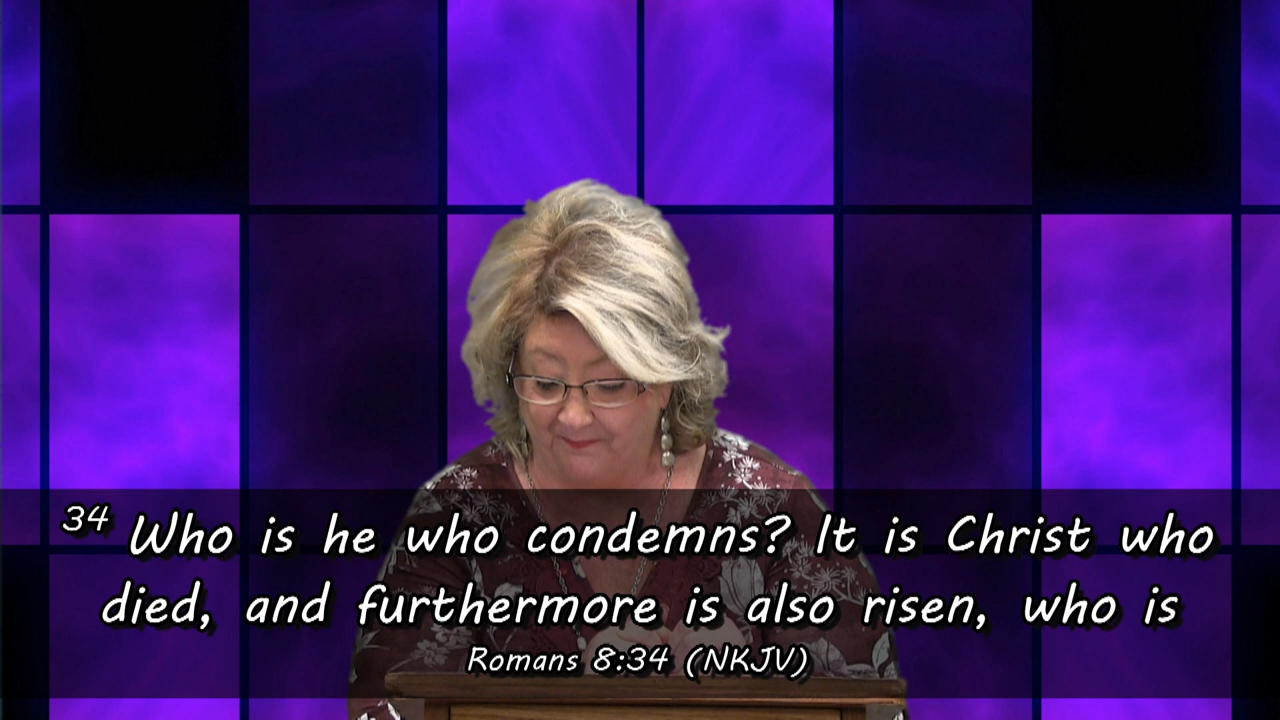 34 Who is he who condemns? It is Christ who
died, and furthermore is also risen, who is
Romans 8:34 (NKJV)